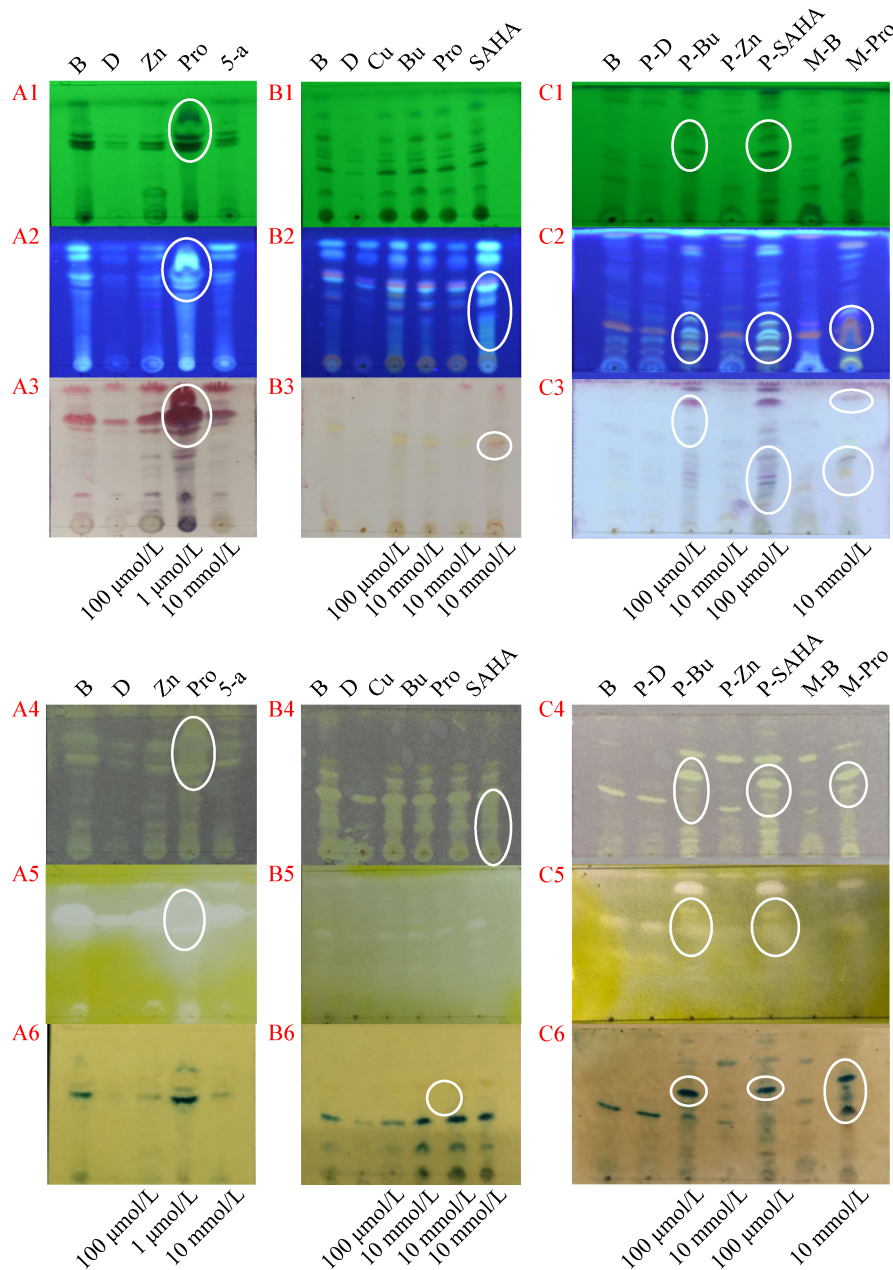 B D Zn Pro 5-a
B D Cu Bu Pro SAHA
B P-D P-Bu P-Zn P-SAHA M-B M-Pro
A1 B1 C1
A2 B2 C2
A3 B3 C3
100 μmol/L 1 μmol/L 10 mmol/L
100 μmol/L 10 mmol/L 10 mmol/L 10 mmol/L
100 μmol/L 10 mmol/L 100 μmol/L 10 mmol/L
B D Zn Pro 5-a
B D Cu Bu Pro SAHA
B P-D P-Bu P-Zn P-SAHA M-B M-Pro
A4 B4 C4
A5 B5 C5
A6 B6 C6
100 μmol/L 1 μmol/L 10 mmol/L
100 μmol/L 10 mmol/L 10 mmol/L 10 mmol/L
100 μmol/L 10 mmol/L 100 μmol/L 10 mmol/L